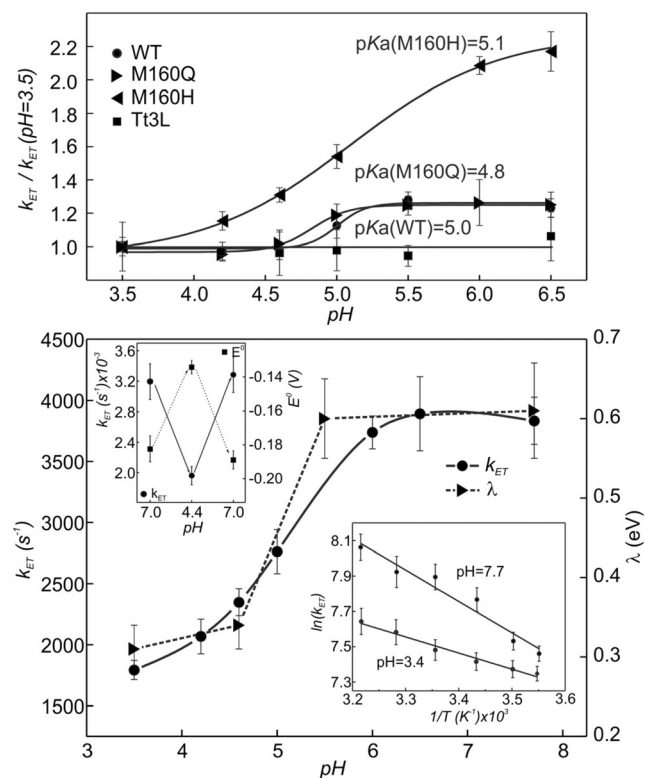 2.2
2.0
1.8
1.6
1.4
1.2
1.0
k_ET / k_ET (pH=3.5)
WT
M160Q
M160H
Tt3L
pKa(M160H)=5.1
pKa(M160Q)=4.8
pKa(WT)=5.0
3.5 4.0 4.5 5.0 5.5 6.0 6.5
pH
4500
4000
3500
3000
2500
2000
1500
k_ET (s⁻¹)
3.6
3.2
2.8
2.4
2.0
k_ET (s⁻¹)x10⁻³
E⁰
k_ET
-0.14
-0.16
-0.18
-0.20
E⁰ (V)
7.0 4.4 7.0
pH
k_ET
λ
0.7
0.6
0.5
0.4
0.3
0.2
λ (eV)
8.1
7.9
7.7
7.5
7.3
ln(k_ET)
pH=7.7
pH=3.4
3.2 3.3 3.4 3.5 3.6
1/T (K⁻¹)x10³
3 4 5 6 7 8
pH